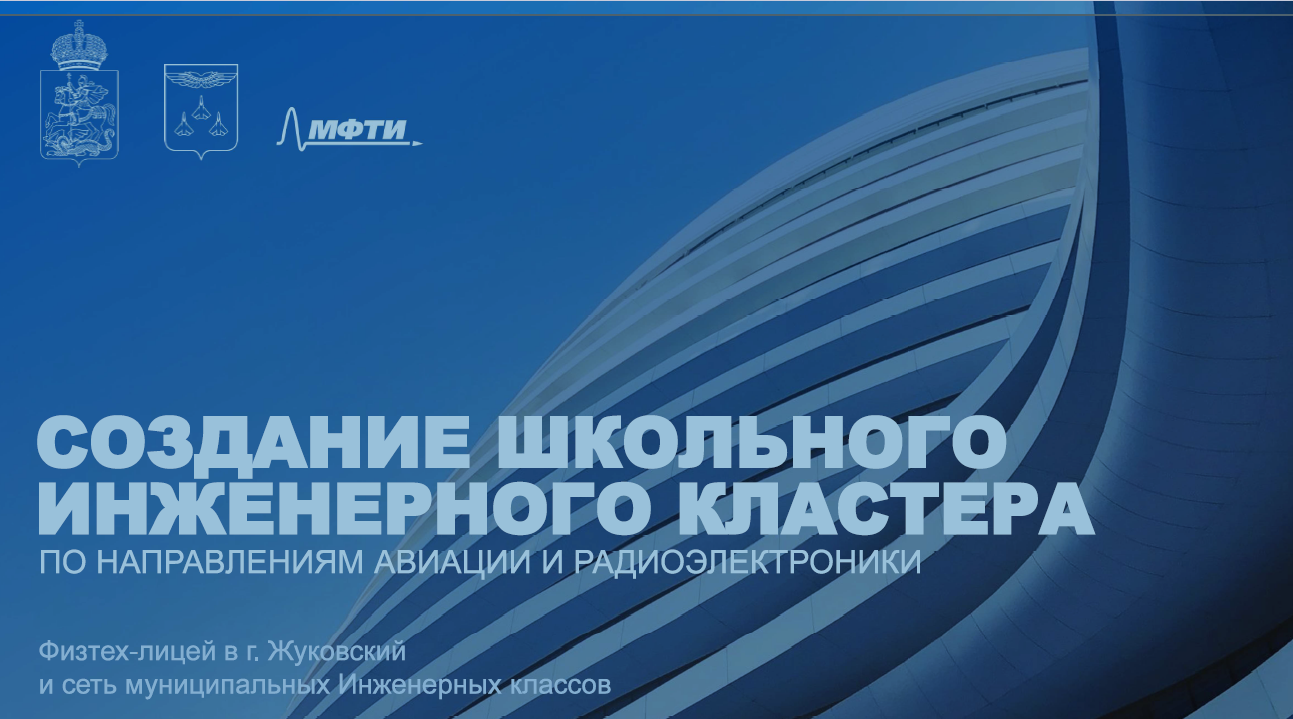 МФТИ
СОЗДАНИЕ ШКОЛЬНОГО
ИНЖЕНЕРНОГО КЛАСТЕРА
ПО НАПРАВЛЕНИЯМ АВИАЦИИ И РАДИОЭЛЕКТРОНИКИ
Физтех-лицей в г. Жуковский
и сеть муниципальных Инженерных классов